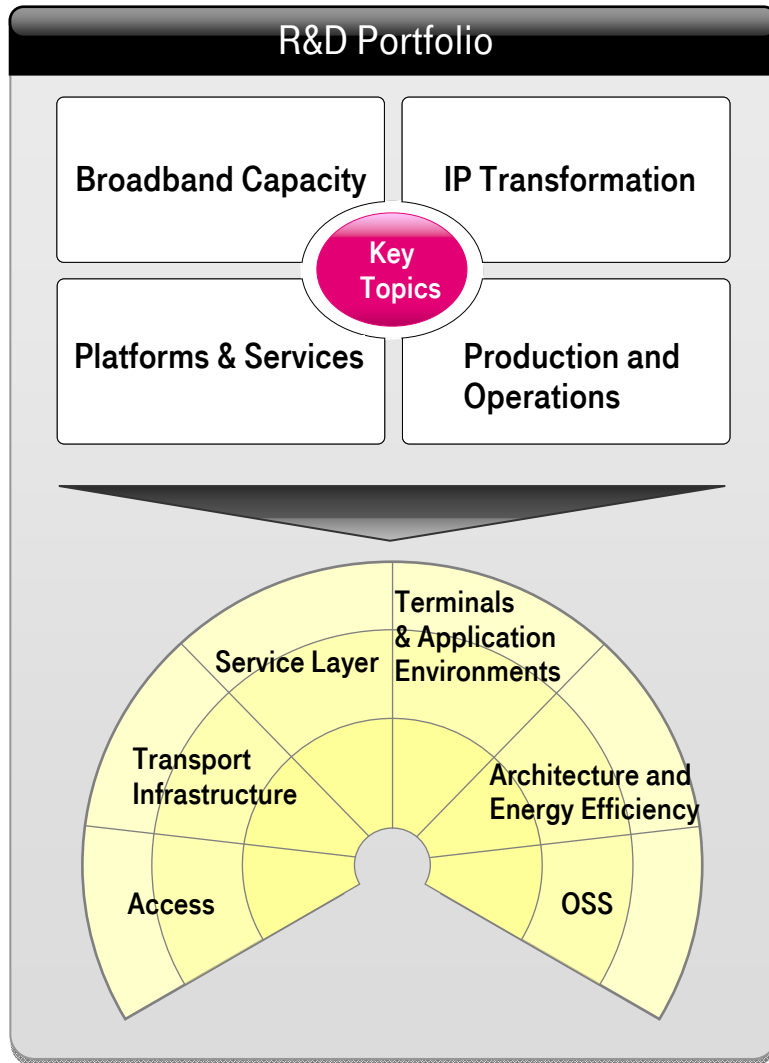 R&D Portfolio
Broadband Capacity
IP Transformation
Key
Topics
Platforms & Services
Production and
Operations
Terminals
& Application
Environments
Service Layer
Transport
Infrastructure
Architecture and
Energy Efficiency
Access
OSS